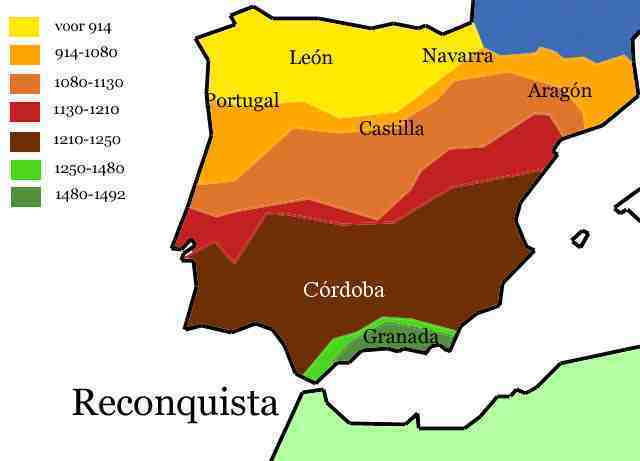 voor 914
914-1080
1080-1130
1130-1210
1210-1250
1250-1480
1480-1492
León
Navarra
Portugal
Aragón
Castilla
Córdoba
Granada
Reconquista